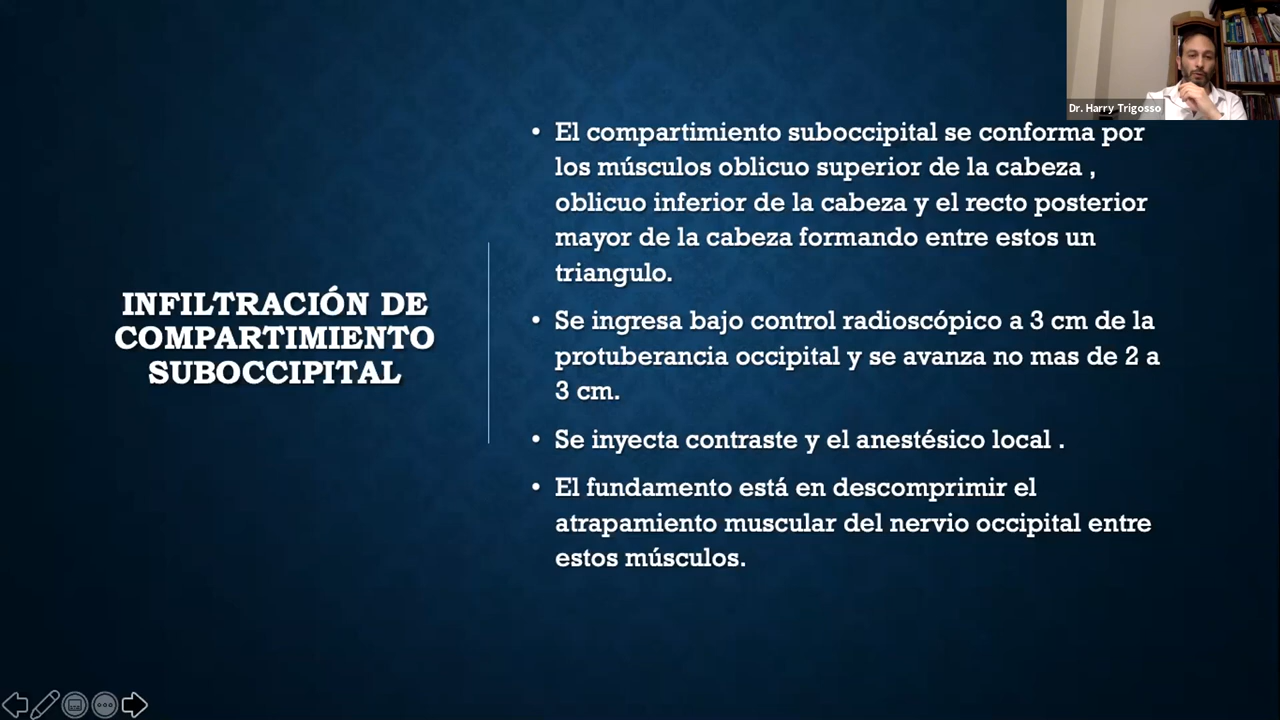 Dr. Harry Trigosso
INFILTRACIÓN DE
COMPARTIMIENTO
SUBOCCIPITAL
• El compartimiento suboccipital se conforma por
los músculos oblicuo superior de la cabeza ,
oblicuo inferior de la cabeza y el recto posterior
mayor de la cabeza formando entre estos un
triangulo.
• Se ingresa bajo control radioscópico a 3 cm de la
protuberancia occipital y se avanza no mas de 2 a
3 cm.
• Se inyecta contraste y el anestésico local .
• El fundamento está en descomprimir el
atrapamiento muscular del nervio occipital entre
estos músculos.